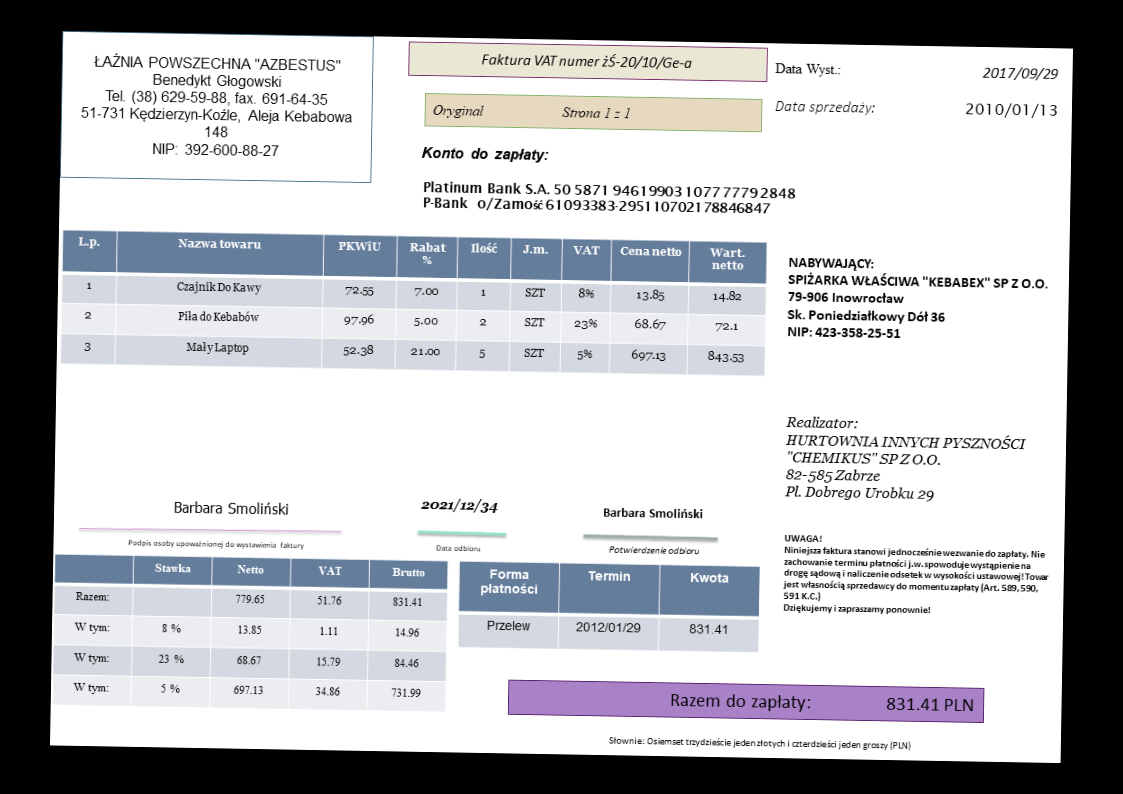 ŁAŹNIA POWSZECHNA "AZBESTUS"
Benedykt Głogowski
Tel. (38) 629-59-88, fax. 691-64-35
51-731 Kędzierzyn-Koźle, Aleja Kebabowa
148
NIP: 392-600-88-27
Faktura VAT numer żŚ-20/10/Ge-a
Oryginał Strona 1 z 1
Data Wyst.: 2017/09/29
Data sprzedaży: 2010/01/13
Konto do zapłaty:
Platinum Bank S.A. 50 5871 94619903 1077 7779 2848
P-Bank o/Zamość 61093383-295110702178846847
L.p. Nazwa towaru PKWiU Rabat % Ilość J.m. VAT Cena netto Wart. netto
1 Czajnik Do Kawy 72.55 7.00 1 SZT 8% 13.85 14.82
2 Piła do Kebabów 97.96 5.00 2 SZT 23% 68.67 72.1
3 Mały Laptop 52.38 21.00 5 SZT 5% 697.13 843.53
NABYWAJĄCY:
SPIŻARKA WŁAŚCIWA "KEBABEX" SP Z O.O.
79-906 Inowrocław
Sk. Poniedziałkowy Dół 36
NIP: 423-358-25-51
Realizator:
HURTOWNIA INNYCH PYSZNOŚCI
"CHEMIKUS" SP Z O.O.
82-585 Zabrze
Pl. Dobrego Urobku 29
Barbara Smoliński
Podpis osoby upoważnionej do wystawienia faktury
2021/12/34
Data odbioru
Barbara Smoliński
Potwierdzenie odbioru
UWAGA!
Niniejsza faktura stanowi jednocześnie wezwanie do zapłaty. Nie
zachowanie terminu płatności j.w. spowoduje wystąpienie na
drogę sądową i naliczenie odsetek w wysokości ustawowej! Towar
jest własnością sprzedawcy do momentu zapłaty (Art. 589, 590,
591 K.C.)
Dziękujemy i zapraszamy ponownie!
Stawka Netto VAT Brutto
Razem: 779.65 51.76 831.41
W tym: 8 % 13.85 1.11 14.96
W tym: 23 % 68.67 15.79 84.46
W tym: 5 % 697.13 34.86 731.99
Forma płatności Termin Kwota
Przelew 2012/01/29 831.41
Razem do zapłaty: 831.41 PLN
Słownie: Osiemset trzydzieście jeden złotych i czterdzieści jeden groszy (PLN)